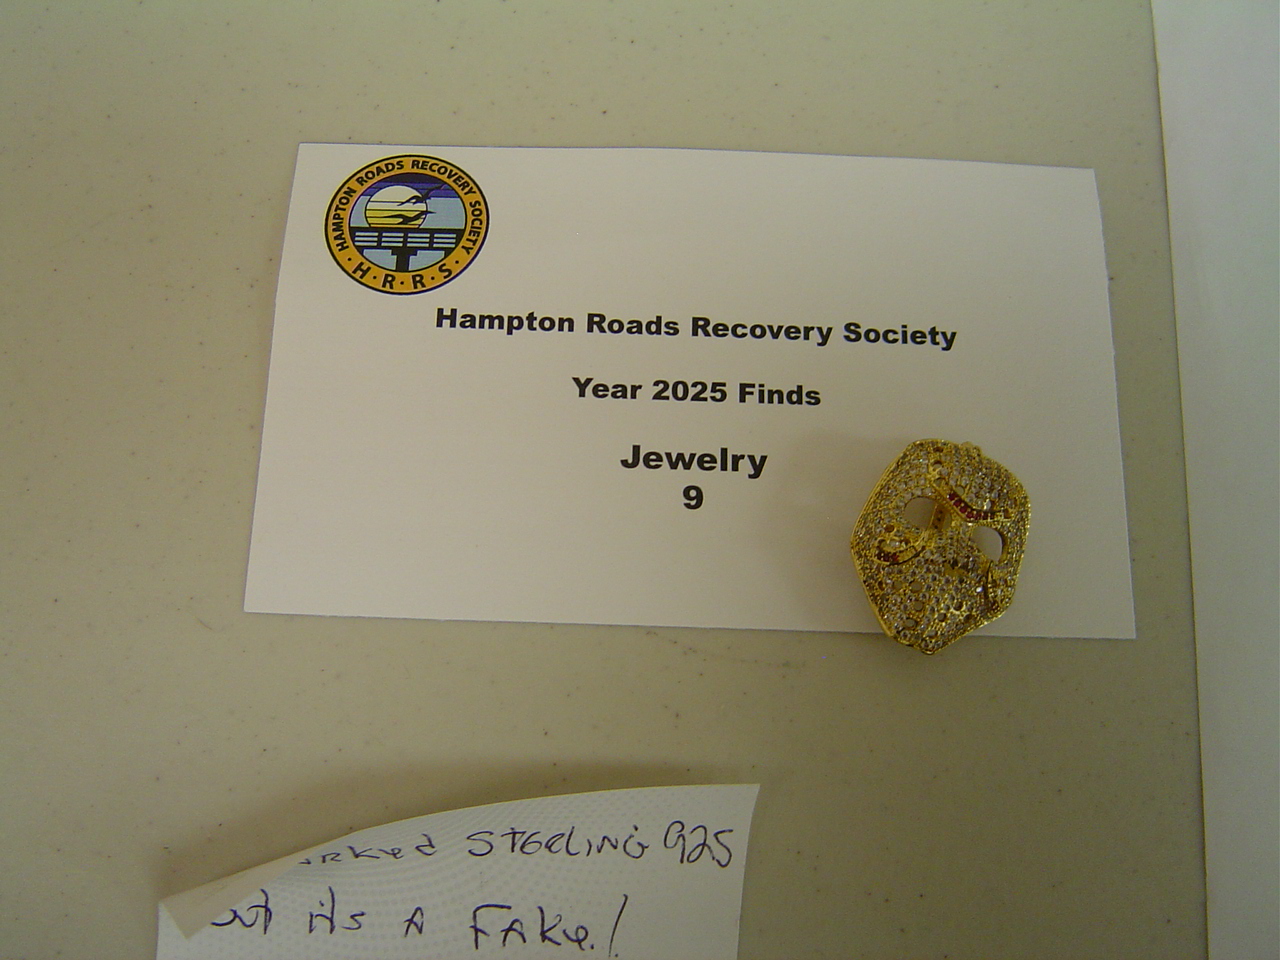 HAMPTON ROADS RECOVERY SOCIETY
H·R·R·S·
Hampton Roads Recovery Society
Year 2025 Finds
Jewelry
9
STERLING 925
its A FAKe!